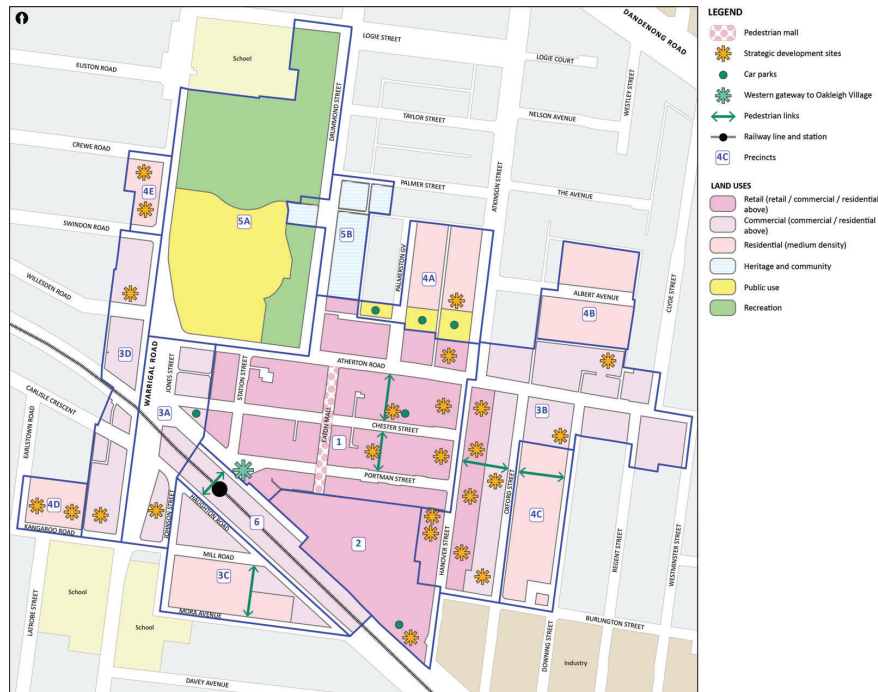 LOGIE STREET
DANDENONG ROAD
EUSTON ROAD
School
LOGIE COURT
WESTLEY STREET
DRUMMOND STREET
TAYLOR STREET
NELSON AVENUE
ATKINSON STREET
CREWE ROAD
PALMER STREET
THE AVENUE
4E
5A
5B
SWINDON ROAD
PALMERSTON GV
4A
CLYDE STREET
WILLESDEN ROAD
ALBERT AVENUE
4B
3D
WARRIGAL ROAD
JONES STREET
STATION STREET
ATHERTON ROAD
CARLISLE CRESCENT
3A
EATON MALL
CHESTER STREET
3B
EARLSTOWN ROAD
1
PORTMAN STREET
OXFORD STREET
4C
4D
KANGAROO ROAD
JOHNSON STREET
HAUGHTON ROAD
6
2
HANOVER STREET
REGENT STREET
WESTMINSTER STREET
MILL ROAD
3C
School
LATROBE STREET
MORA AVENUE
School
BURLINGTON STREET
DOWNING STREET
Industry
DAVEY AVENUE
LEGEND
Pedestrian mall
Strategic development sites
Car parks
Western gateway to Oakleigh Village
Pedestrian links
Railway line and station
4C
Precincts
LAND USES
Retail (retail / commercial / residential
above)
Commercial (commercial / residential
above)
Residential (medium density)
Heritage and community
Public use
Recreation